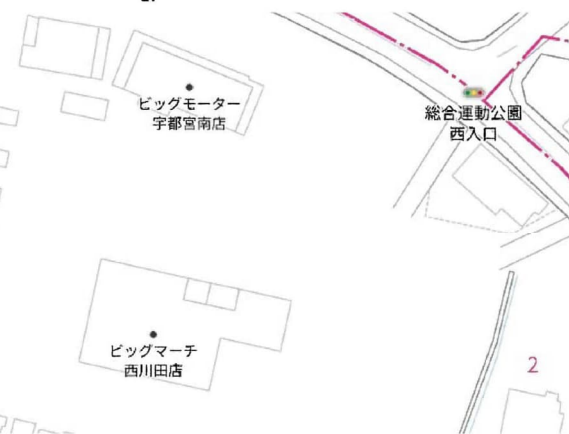 ビッグモーター
宇都宮南店
総合運動公園
西入口
ビッグマーチ
西川田店
2